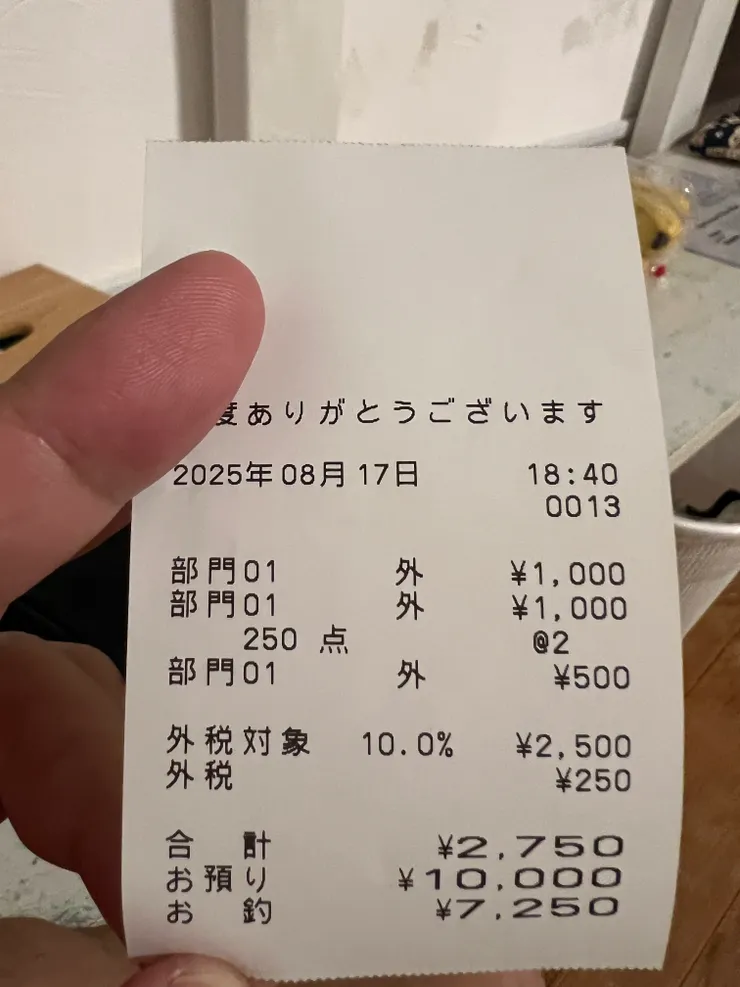 度ありがとうございます
2025年08月17日 18:40
0013
部門01 外 ¥1,000
部門01 外 ¥1,000
250 点 @2
部門01 外 ¥500
外税対象 10.0% ¥2,500
外税 ¥250
合 計 ¥2,750
お預り ¥10,000
お 釣 ¥7,250